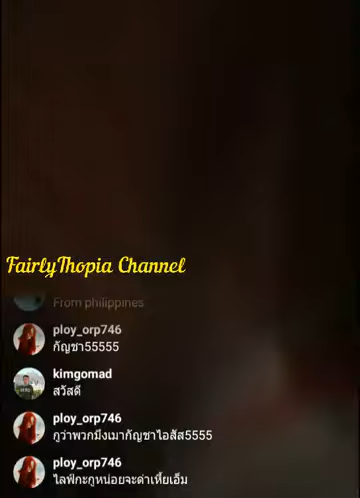 FairlyThopia Channel
From philippines
ploy_orp746
กัญชา55555
kimgomad
สวัสดี
ploy_orp746
กูว่าพวกมึงเมากัญชาไอสัส5555
ploy_orp746
ไลฟ์กะกูหน่อยจะด่าเหี้ยเอ็ม